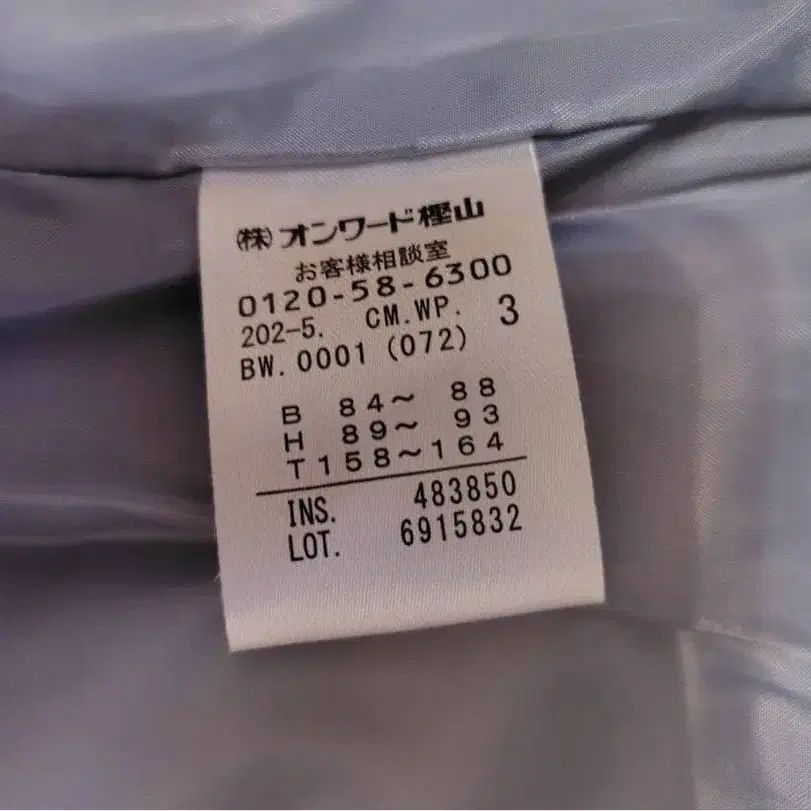 (株)オンワード樫山
お客様相談室
0120-58-6300
202-5. CM.WP. 3
BW.0001 (072)
B 84〜 88
H 89〜 93
T158〜164
INS. 483850
LOT. 6915832